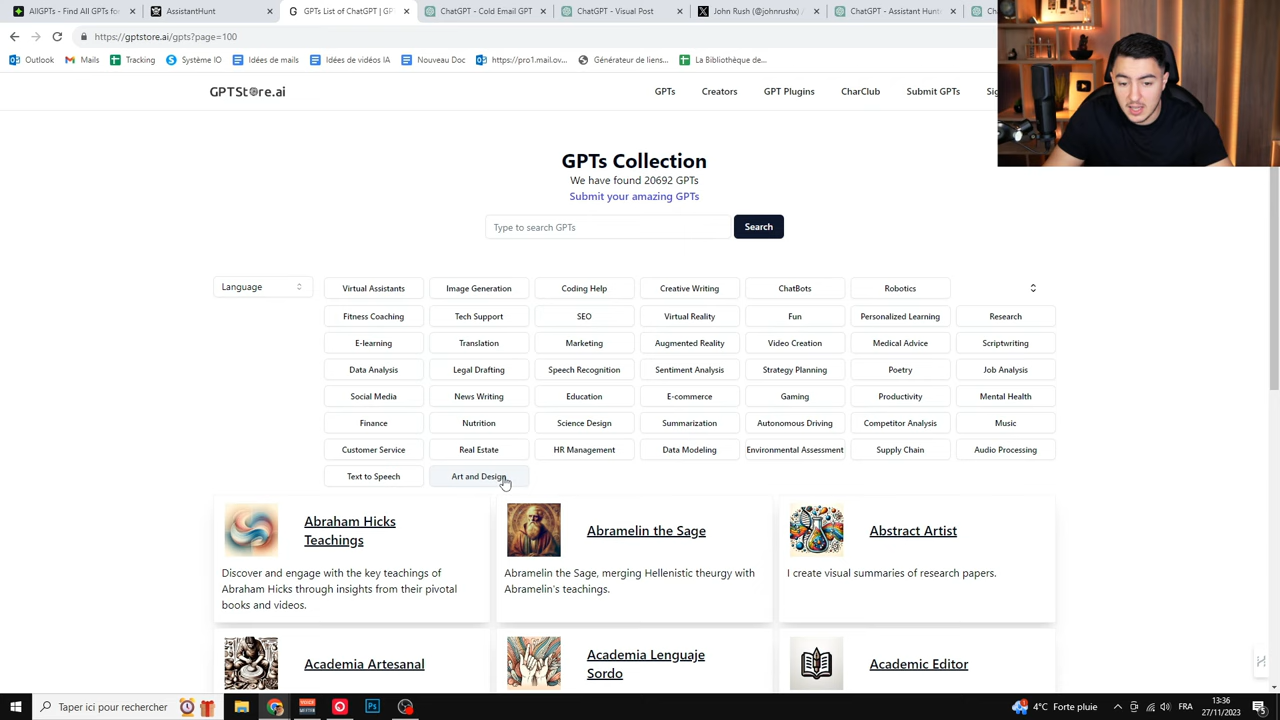 AllGPTs - Find All GPTs for
AssistantHunt
GPTs List of ChatGPT | GPT
ChatGPT - Cold Email GPT
ChatGPT - Visual Post
John Rush (@johnrushx) /
ChatGPT - Assistant Hunt
https://gptstore.ai/gpts?page=100
Outlook
Mails
Tracking
Système IO
Idées de mails
Idées de vidéos IA
Nouveau Doc
https://pro1.mail.ov...
Générateur de liens...
La Bibliothèque de...
GPTStore.ai
GPTs
Creators
GPT Plugins
CharClub
Submit GPTs
GPTs Collection
We have found 20692 GPTs
Submit your amazing GPTs
Type to search GPTs
Search
Language
Virtual Assistants
Image Generation
Coding Help
Creative Writing
ChatBots
Robotics
Fitness Coaching
Tech Support
SEO
Virtual Reality
Fun
Personalized Learning
Research
E-learning
Translation
Marketing
Augmented Reality
Video Creation
Medical Advice
Scriptwriting
Data Analysis
Legal Drafting
Speech Recognition
Sentiment Analysis
Strategy Planning
Poetry
Job Analysis
Social Media
News Writing
Education
E-commerce
Gaming
Productivity
Mental Health
Finance
Nutrition
Science Design
Summarization
Autonomous Driving
Competitor Analysis
Music
Customer Service
Real Estate
HR Management
Data Modeling
Environmental Assessment
Supply Chain
Audio Processing
Text to Speech
Art and Design
Abraham Hicks
Teachings
Discover and engage with the key teachings of
Abraham Hicks through insights from their pivotal
books and videos.
Abramelin the Sage
Abramelin the Sage, merging Hellenistic theurgy with
Abramelin's teachings.
Abstract Artist
I create visual summaries of research papers.
Academia Artesanal
Academia Lenguaje
Sordo
Academic Editor
Taper ici pour rechercher
4°C Forte pluie
FRA
13:36
27/11/2023